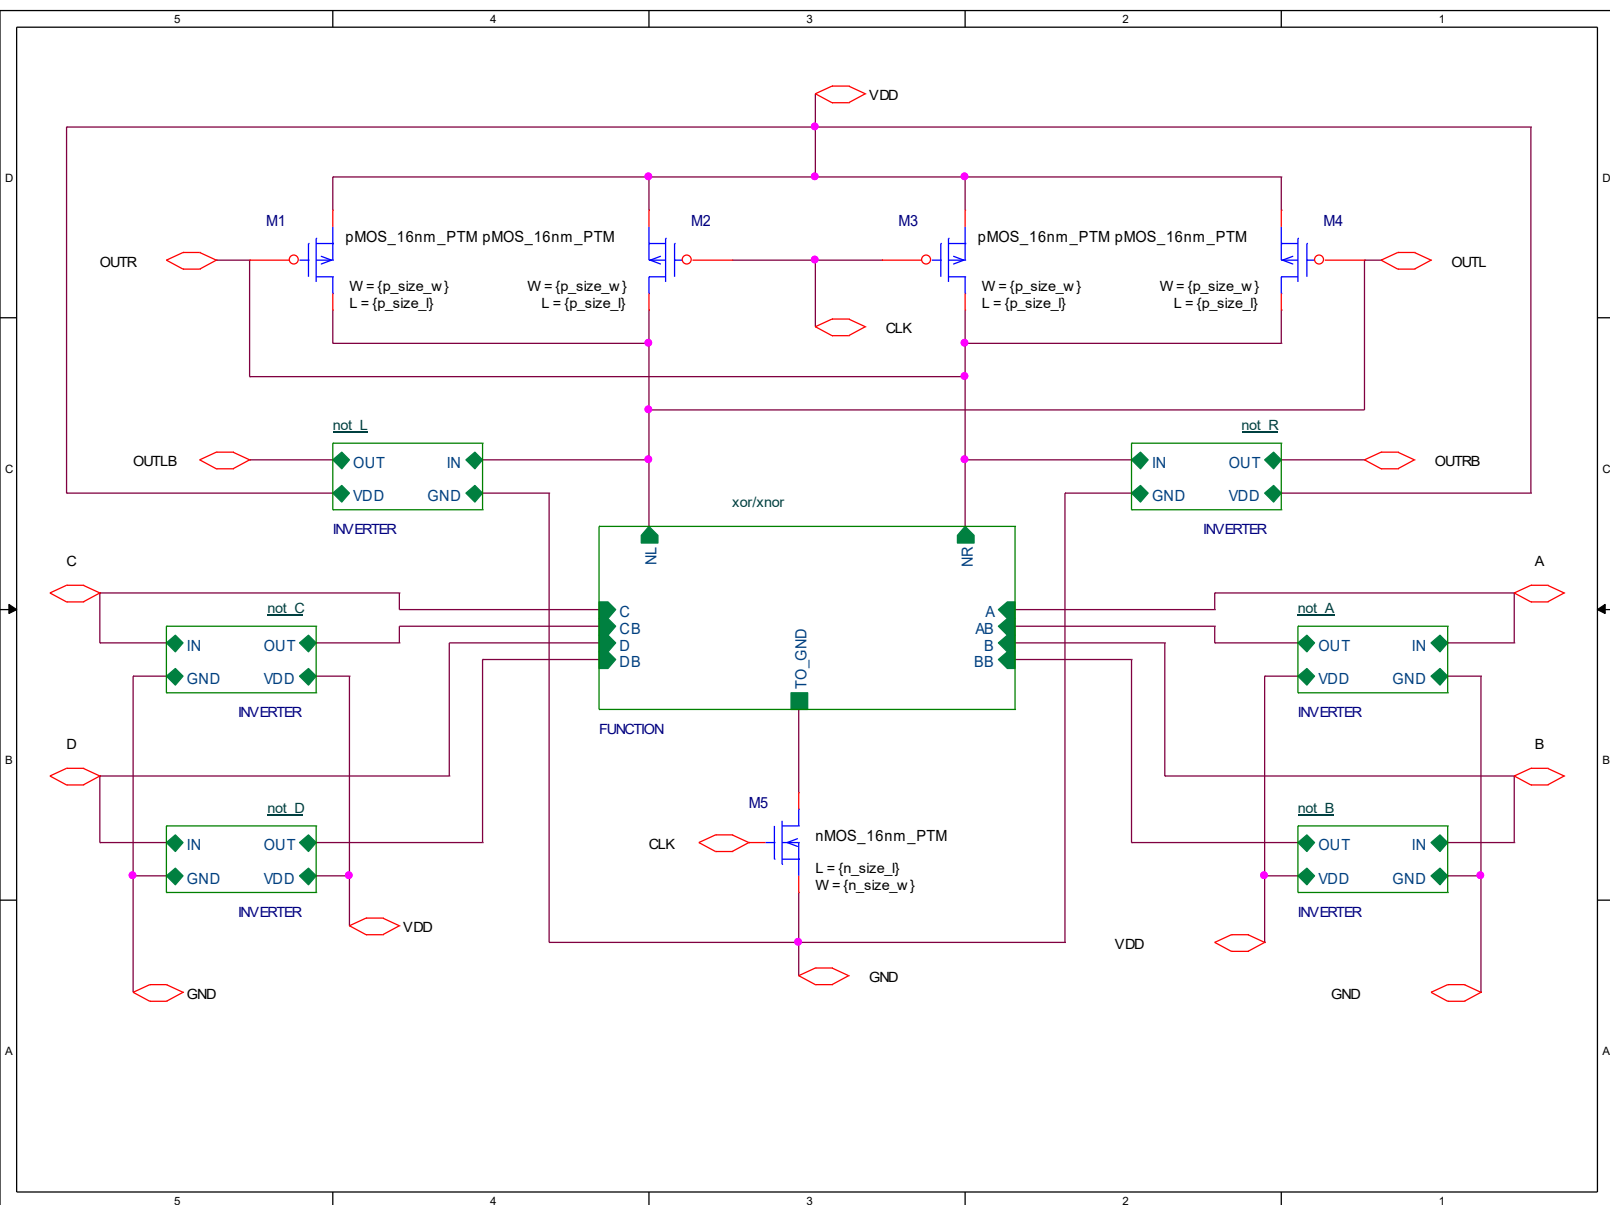 5 4 3 2 1
VDD
D D
M1 M2 M3 M4
pMOS_16nm_PTM pMOS_16nm_PTM pMOS_16nm_PTM pMOS_16nm_PTM
OUTR OUTL
W = {p_size_w} W = {p_size_w} W = {p_size_w} W = {p_size_w}
L = {p_size_l} L = {p_size_l} L = {p_size_l} L = {p_size_l}
CLK
not_L not_R
OUTLB OUT IN IN OUT OUTRB
C C
VDD GND GND VDD
xor/xnor
INVERTER INVERTER
NL NR
C A
not_C C A not_A
CB AB
IN OUT D B OUT IN
DB BB
GND VDD TO_GND VDD GND
INVERTER INVERTER
FUNCTION
D B
B B
not_D M5 not_B
nMOS_16nm_PTM
IN OUT CLK OUT IN
L = {n_size_l}
GND VDD W = {n_size_w} VDD GND
INVERTER INVERTER
VDD VDD
GND
GND GND
A A
5 4 3 2 1